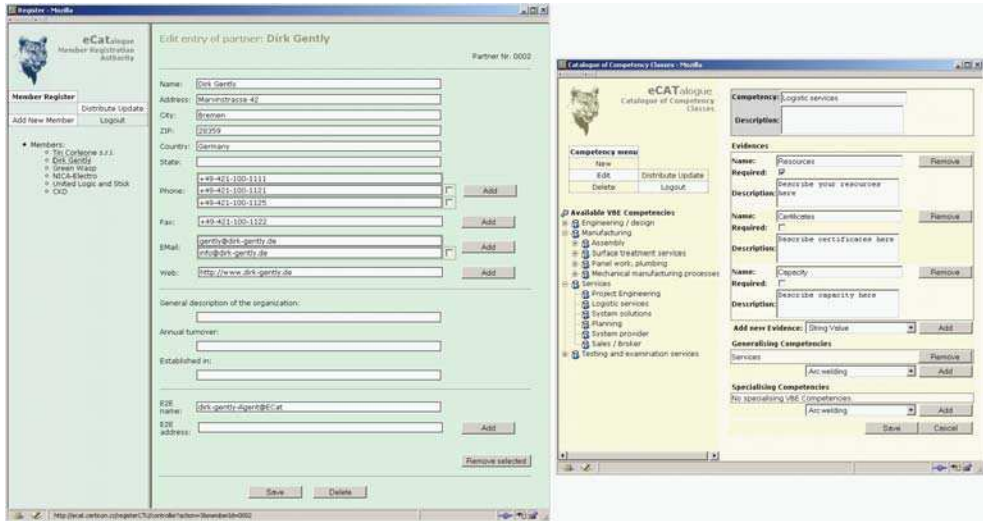 Register - Mozilla
eCatalogue
Member Registration
Authority
Member Register
Distribute Update
Add New Member
Logout
Members:
Dirk Gently
Green Wasp
NICA-Electro
United Logic and Stick
CKD
Edit entry of partner: Dirk Gently
Partner Nr. 0002
Name:
Dirk Gently
Address:
Marvinstrasse 42
City:
Bremen
ZIP:
28359
Country:
Germany
State:
Phone:
+49-421-100-1111
+49-421-100-1121
+49-421-100-1125
Add
Fax:
+49-421-100-1122
Add
EMail:
gently@dirk-gently.de
info@dirk-gently.de
Add
Web:
http://www.dirk-gently.de
Add
General description of the organization:
Annual turnover:
Established in:
E2E name:
dirk-gently-Agent@ECat
E2E address:
Add
Remove selected
Save
Delete
Catalogue of Competency Classes - Mozilla
eCATalogue
Catalogue of Competency
Classes
Competency menu
New
Edit
Distribute Update
Delete
Logout
Available VBE Competencies
Engineering / design
Manufacturing
Assembly
Surface treatment services
Panel work, plumbing
Mechanical manufacturing processes
Services
Project Engineering
Logistic services
System solutions
Planning
System provider
Sales / Broker
Testing and examination services
Competency:
Logistic services
Description:
Evidences
Name:
Resources
Remove
Required:
Description:
Describe your resources
here
Name:
Certificates
Remove
Required:
Description:
Describe certificates here
Name:
Capacity
Remove
Required:
Description:
Describe capacity here
Add new Evidence:
String Value
Add
Generalising Competencies
Services
Remove
Arc welding
Add
Specialising Competencies
No specialising VBE Competencies.
Arc welding
Add
Save
Cancel